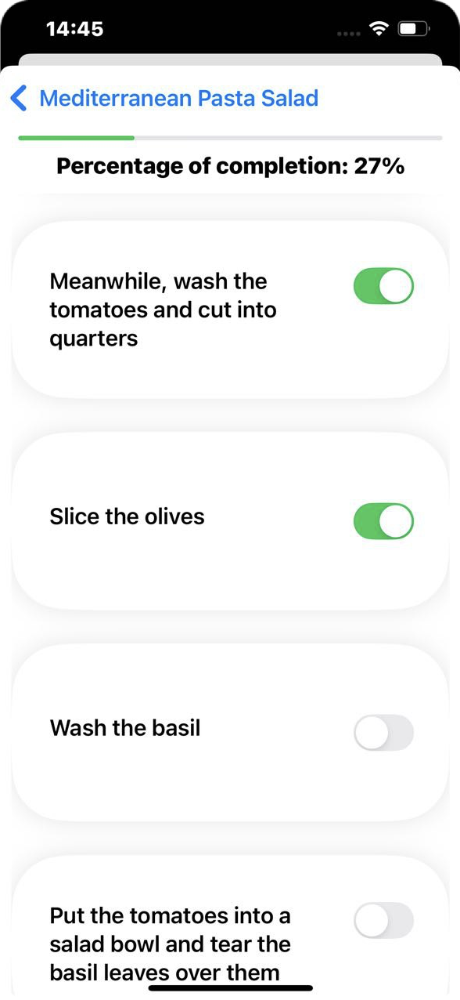 14:45
Mediterranean Pasta Salad
Percentage of completion: 27%
Meanwhile, wash the
tomatoes and cut into
quarters
Slice the olives
Wash the basil
Put the tomatoes into a
salad bowl and tear the
basil leaves over them